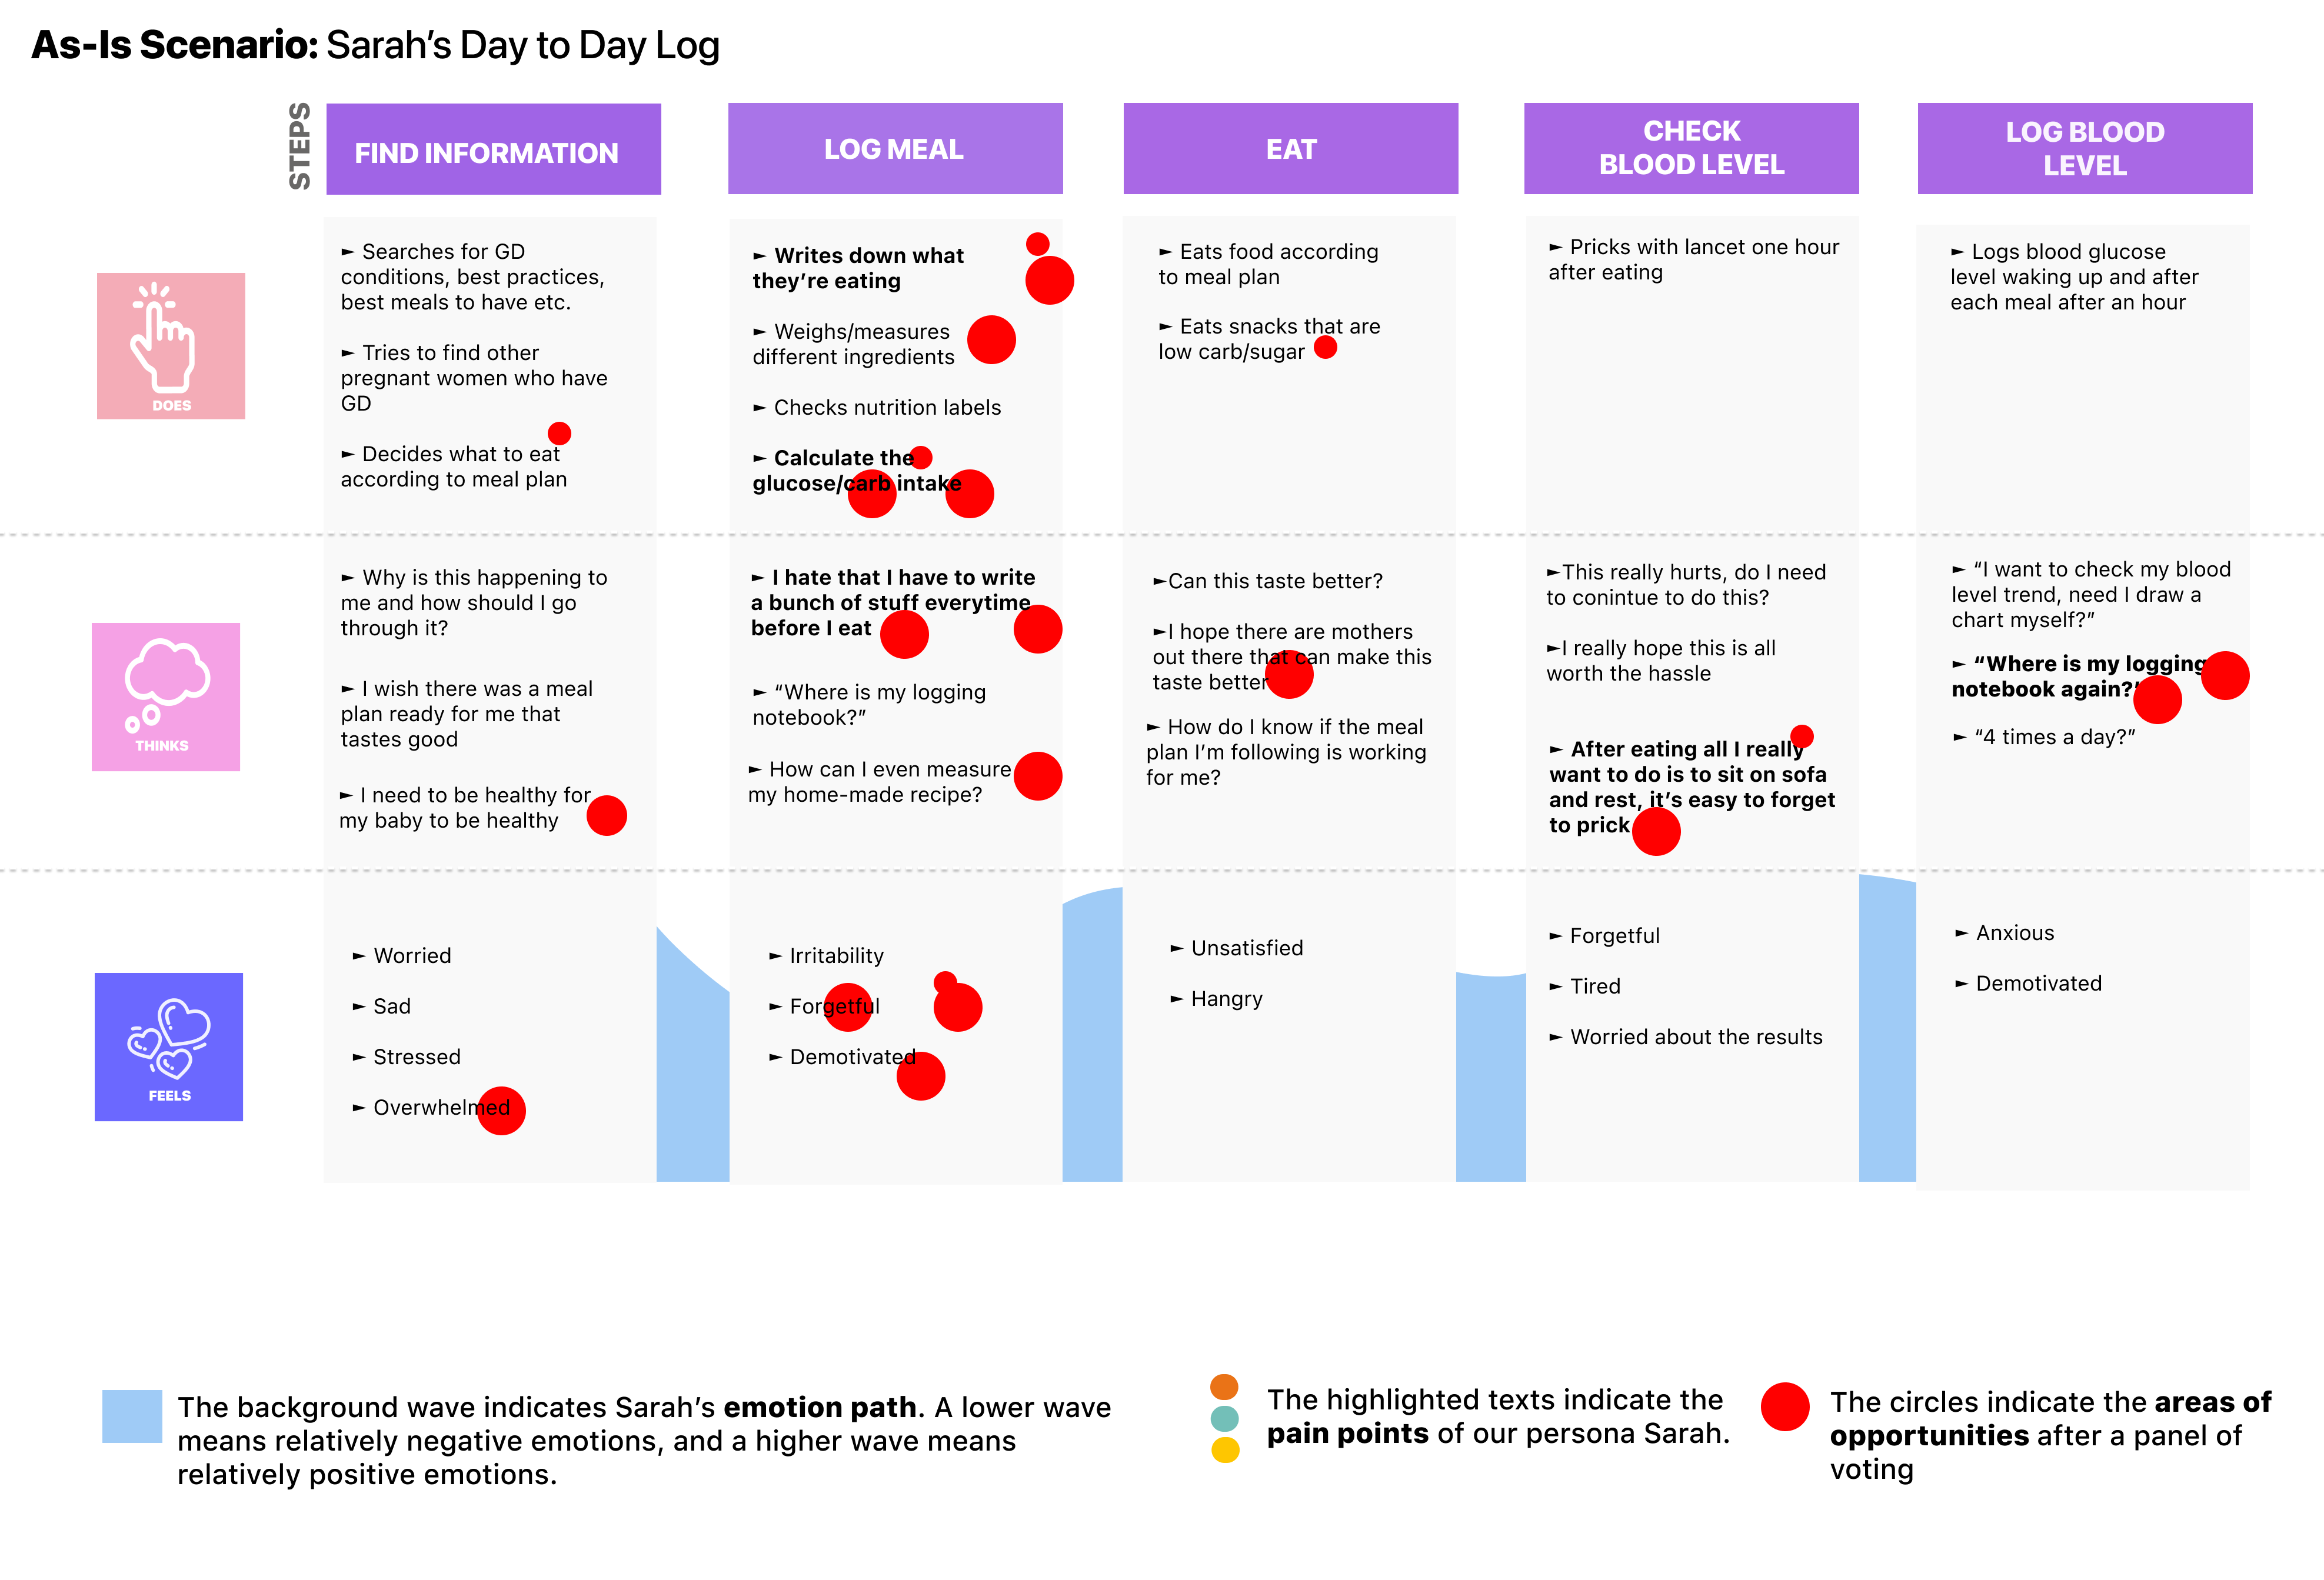 As-Is Scenario: Sarah’s Day to Day Log
STEPS
FIND INFORMATION
LOG MEAL
EAT
CHECK
BLOOD LEVEL
LOG BLOOD
LEVEL
DOES
► Searches for GD
conditions, best practices,
best meals to have etc.
► Tries to find other
pregnant women who have
GD
► Decides what to eat
according to meal plan
► Writes down what
they’re eating
► Weighs/measures
different ingredients
► Checks nutrition labels
► Calculate the
glucose/carb intake
► Eats food according
to meal plan
► Eats snacks that are
low carb/sugar
► Pricks with lancet one hour
after eating
► Logs blood glucose
level waking up and after
each meal after an hour
THINKS
► Why is this happening to
me and how should I go
through it?
► I wish there was a meal
plan ready for me that
tastes good
► I need to be healthy for
my baby to be healthy
► I hate that I have to write
a bunch of stuff everytime
before I eat
► “Where is my logging
notebook?”
► How can I even measure
my home-made recipe?
►Can this taste better?
►I hope there are mothers
out there that can make this
taste better
► How do I know if the meal
plan I’m following is working
for me?
►This really hurts, do I need
to conintue to do this?
►I really hope this is all
worth the hassle
► After eating all I really
want to do is to sit on sofa
and rest, it’s easy to forget
to prick
► “I want to check my blood
level trend, need I draw a
chart myself?”
► “Where is my logging
notebook again?”
► “4 times a day?”
FEELS
► Worried
► Sad
► Stressed
► Overwhelmed
► Irritability
► Forgetful
► Demotivated
► Unsatisfied
► Hangry
► Forgetful
► Tired
► Worried about the results
► Anxious
► Demotivated
The background wave indicates Sarah’s emotion path. A lower wave
means relatively negative emotions, and a higher wave means
relatively positive emotions.
The highlighted texts indicate the
pain points of our persona Sarah.
The circles indicate the areas of
opportunities after a panel of
voting